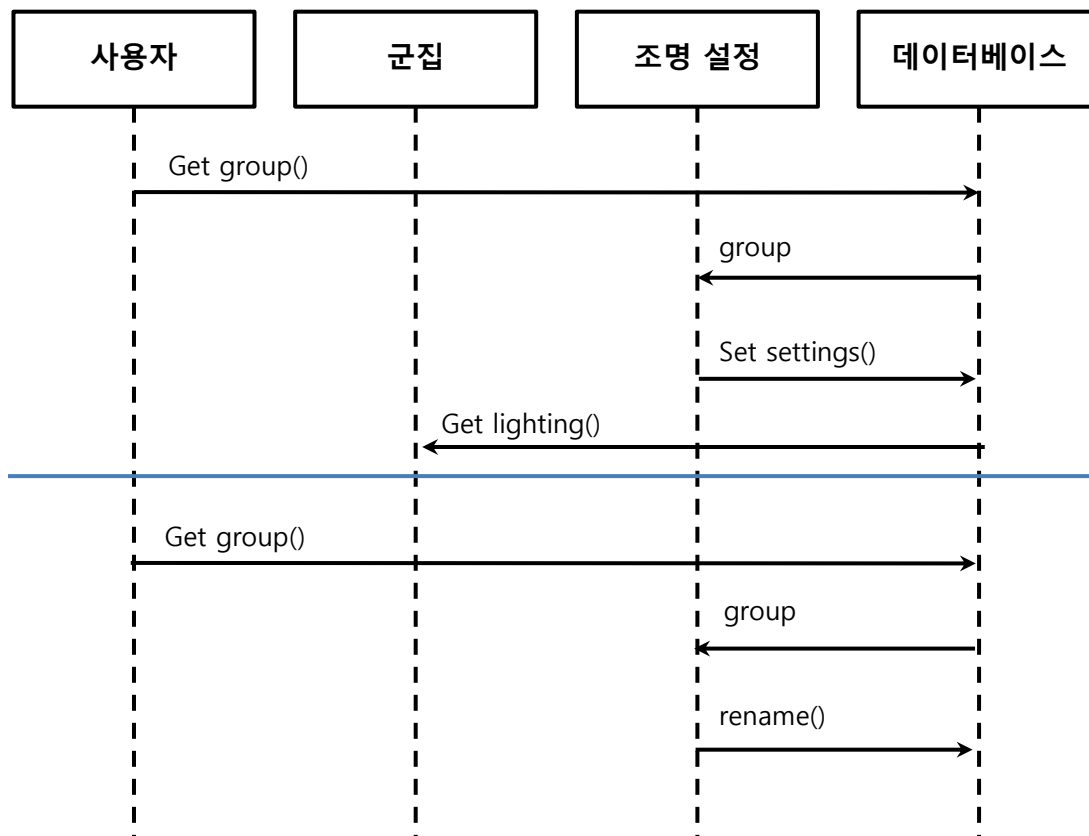 사용자
군집
조명 설정
데이터베이스
Get group()
group
Set settings()
Get lighting()
Get group()
group
rename()